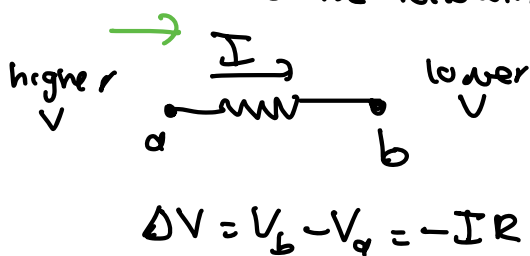 I
higher lower
V V
a b
ΔV = V_b - V_a = -IR